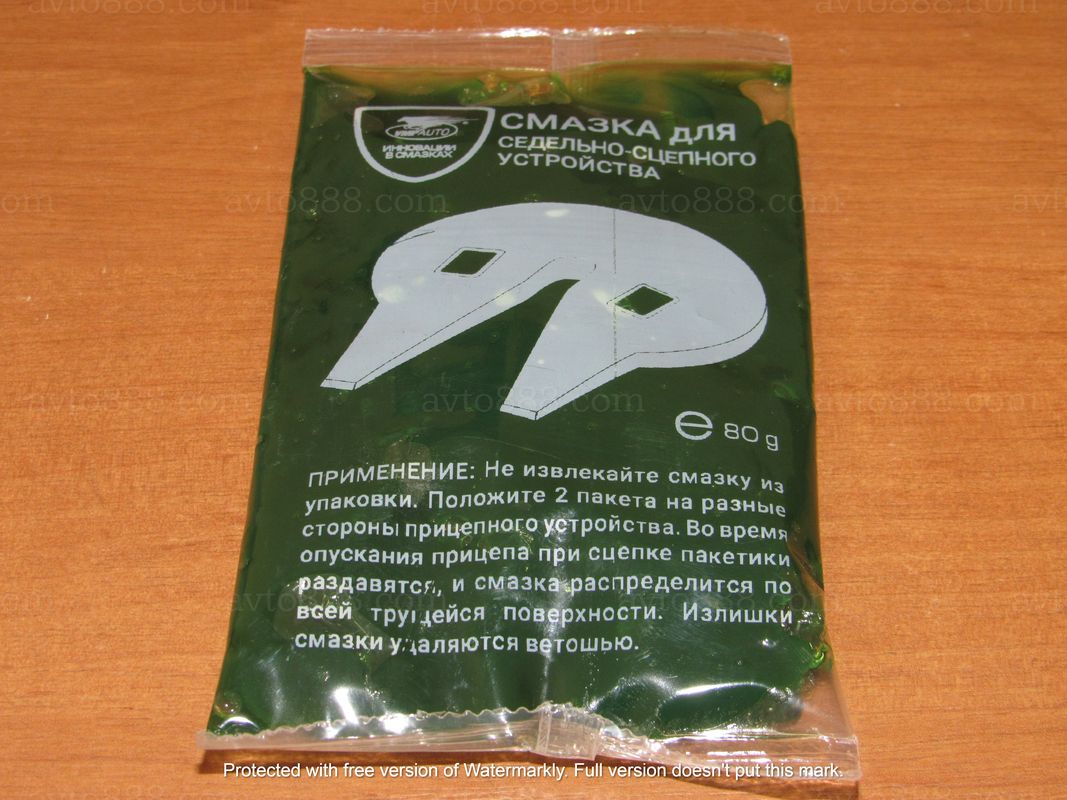 ВМПАВТО
ИННОВАЦИИ
В СМАЗКАХ
СМАЗКА ДЛЯ
СЕДЕЛЬНО-СЦЕПНОГО
УСТРОЙСТВА
e 80 g
ПРИМЕНЕНИЕ: Не извлекайте смазку из
упаковки. Положите 2 пакета на разные
стороны прицепного устройства. Во время
опускания прицепа при сцепке пакетики
раздавятся, и смазка распределится по
всей трущейся поверхности. Излишки
смазки удаляются ветошью.
avto888.com
Protected with free version of Watermarkly. Full version doesn't put this mark.